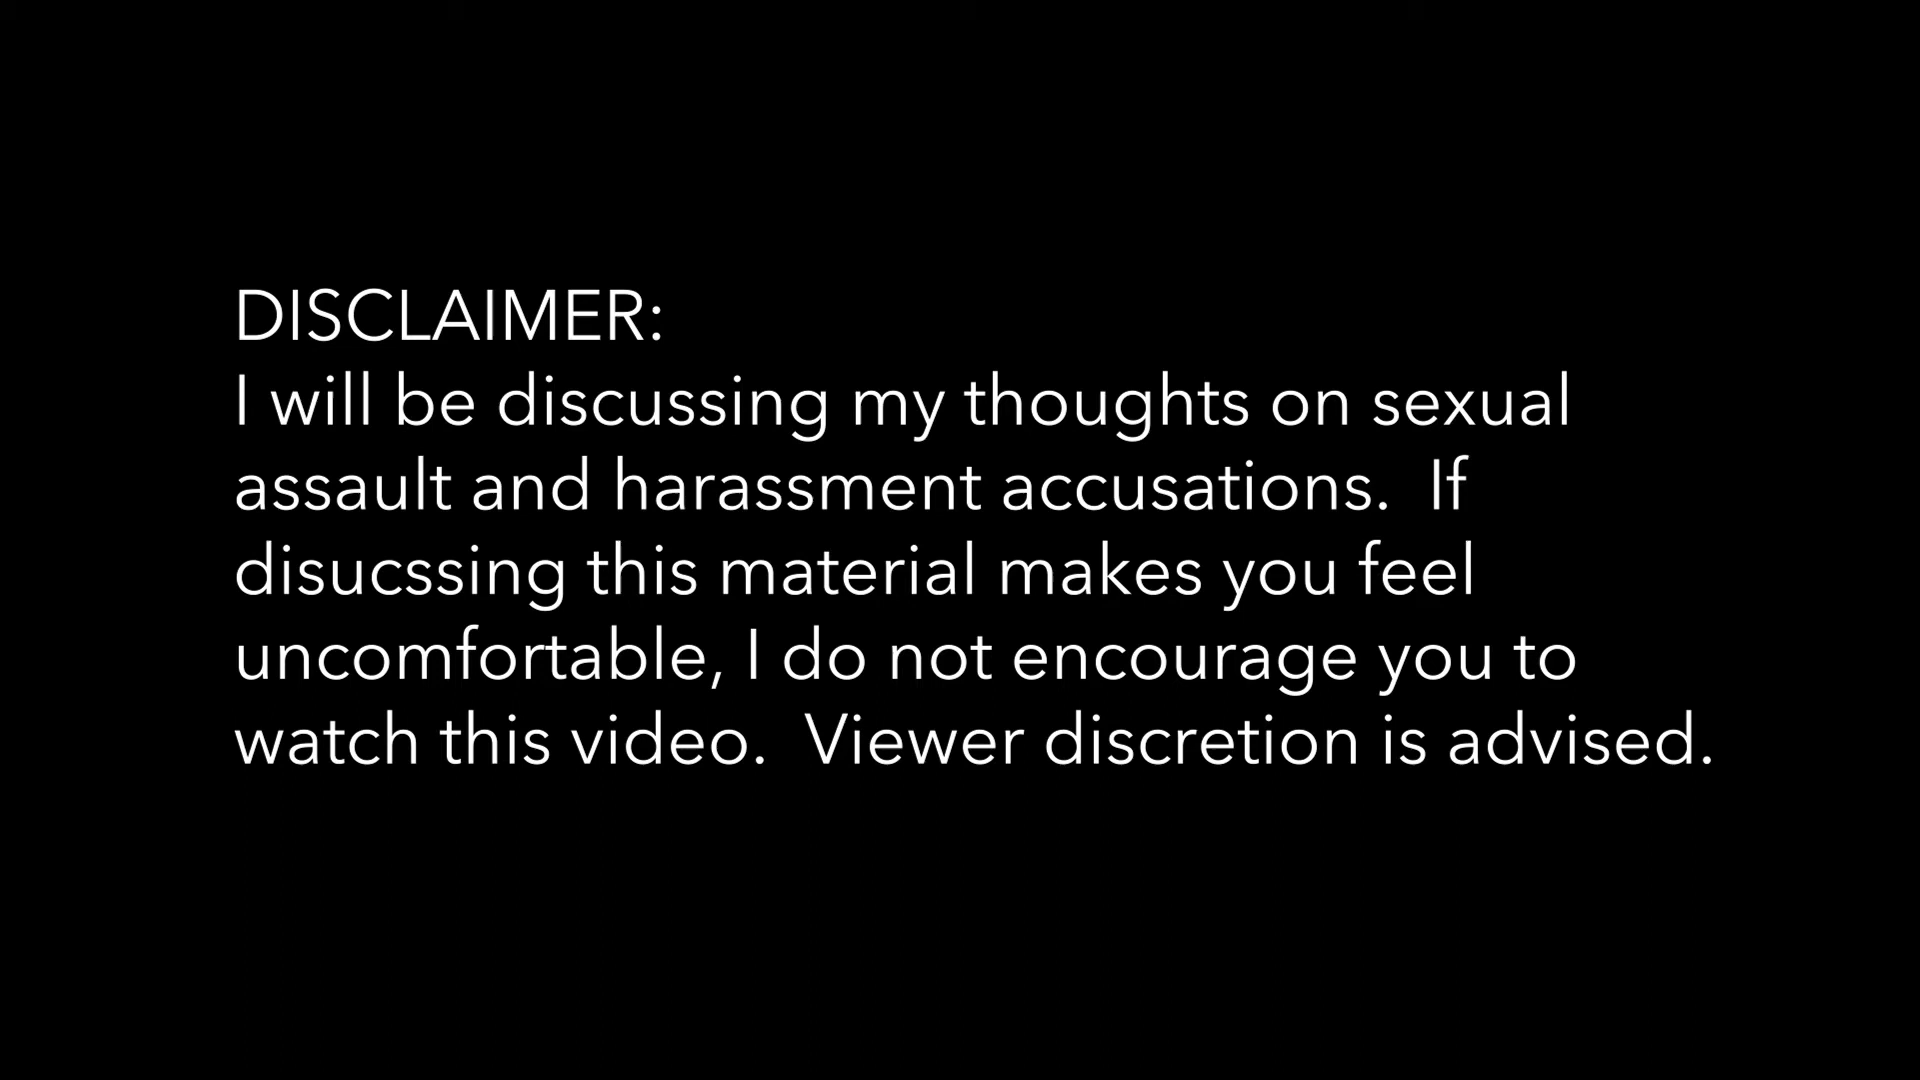 DISCLAIMER:
I will be discussing my thoughts on sexual
assault and harassment accusations.  If
disucssing this material makes you feel
uncomfortable, I do not encourage you to
watch this video.  Viewer discretion is advised.